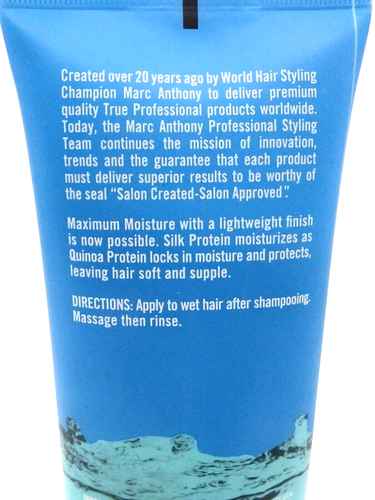 Created over 20 years ago by World Hair Styling
Champion Marc Anthony to deliver premium
quality True Professional products worldwide.
Today, the Marc Anthony Professional Styling
Team continues the mission of innovation,
trends and the guarantee that each product
must deliver superior results to be worthy of
the seal “Salon Created-Salon Approved”.
Maximum Moisture with a lightweight finish
is now possible. Silk Protein moisturizes as
Quinoa Protein locks in moisture and protects,
leaving hair soft and supple.
DIRECTIONS: Apply to wet hair after shampooing.
Massage then rinse.